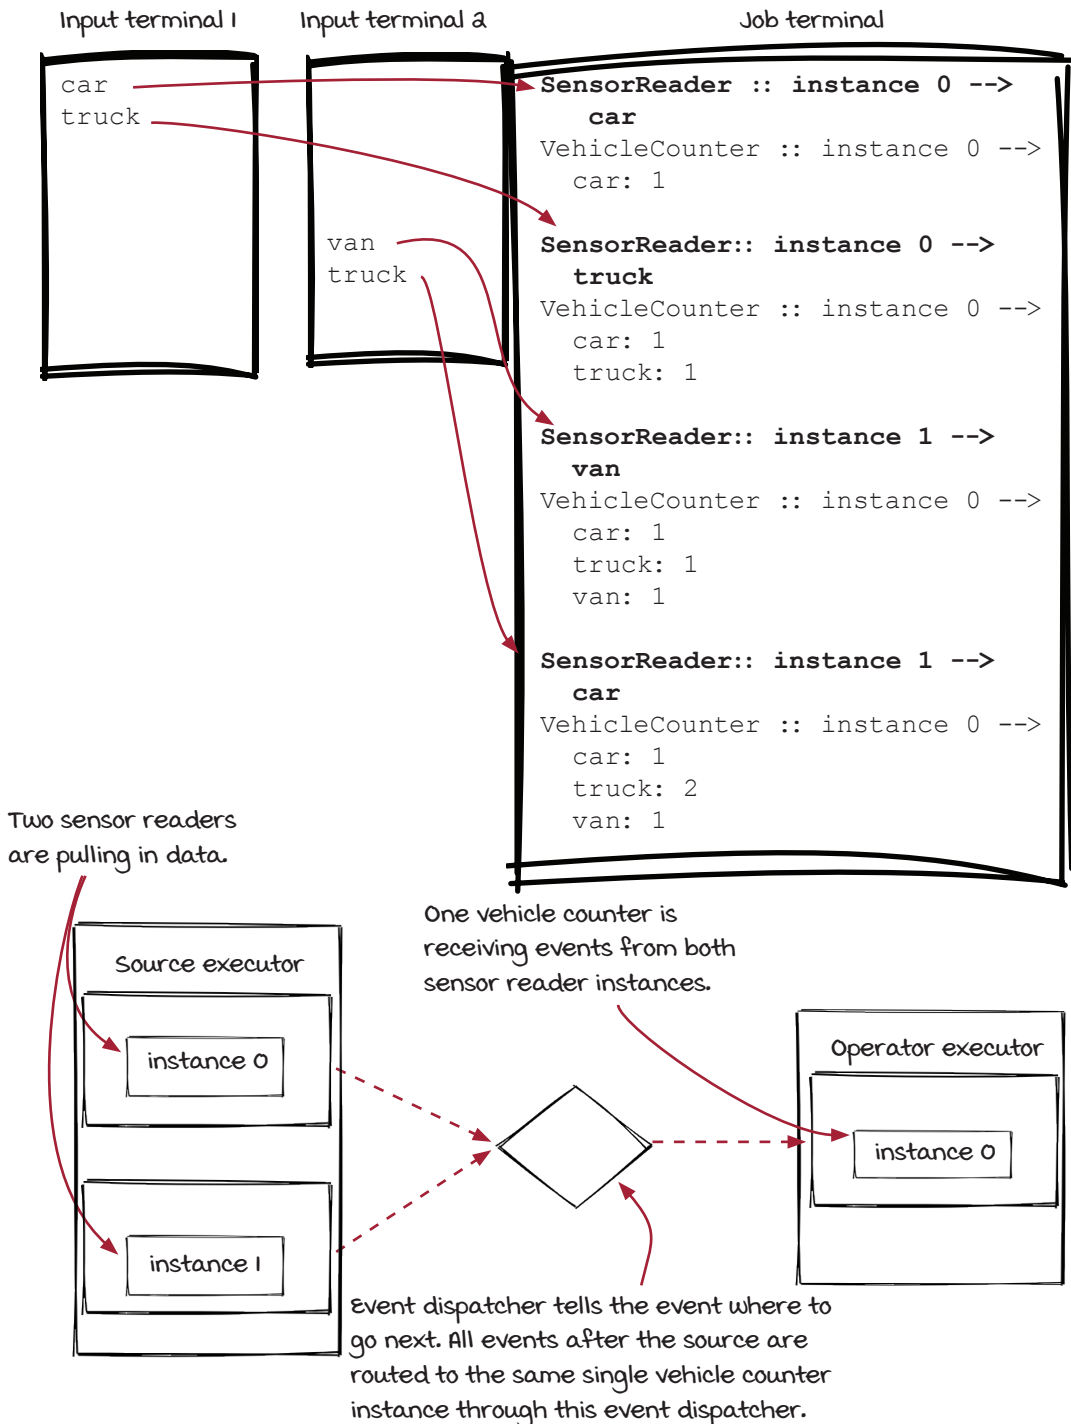 Input terminal 1
car
truck
Input terminal 2
van
truck
Job terminal
SensorReader :: instance 0 -->
car
VehicleCounter :: instance 0 -->
car: 1
SensorReader:: instance 0 -->
truck
VehicleCounter :: instance 0 -->
car: 1
truck: 1
SensorReader:: instance 1 -->
van
VehicleCounter :: instance 0 -->
car: 1
truck: 1
van: 1
SensorReader:: instance 1 -->
car
VehicleCounter :: instance 0 -->
car: 1
truck: 2
van: 1
Two sensor readers
are pulling in data.
One vehicle counter is
receiving events from both
sensor reader instances.
Source executor
instance 0
instance 1
Operator executor
instance 0
Event dispatcher tells the event where to
go next. All events after the source are
routed to the same single vehicle counter
instance through this event dispatcher.